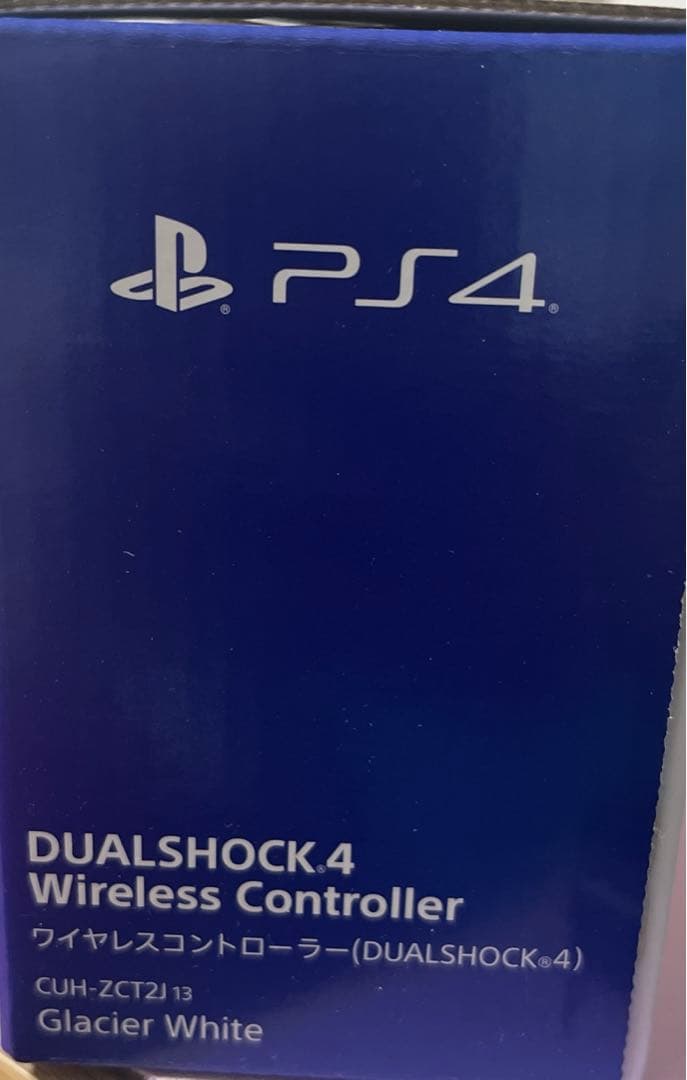 PS4®
DUALSHOCK®4
Wireless Controller
ワイヤレスコントローラー(DUALSHOCK®4)
CUH-ZCT2J 13
Glacier White